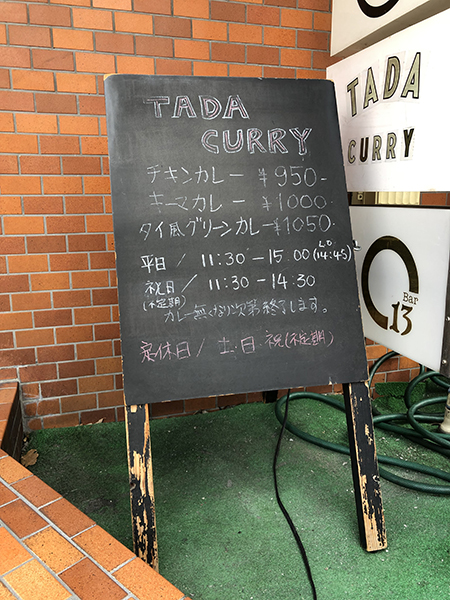 TADA
CURRY
チキンカレー ¥950-
キーマカレー ¥1000-
タイ風グリーンカレー ¥1050-
平日 / 11:30-15.00 (LO 14:45)
祝日 / 11:30-14:30
(不定期)
カレー無くなり次第終了します。
定休日 / 土・日 祝(不定期)
TADA
CURRY
Bar
13